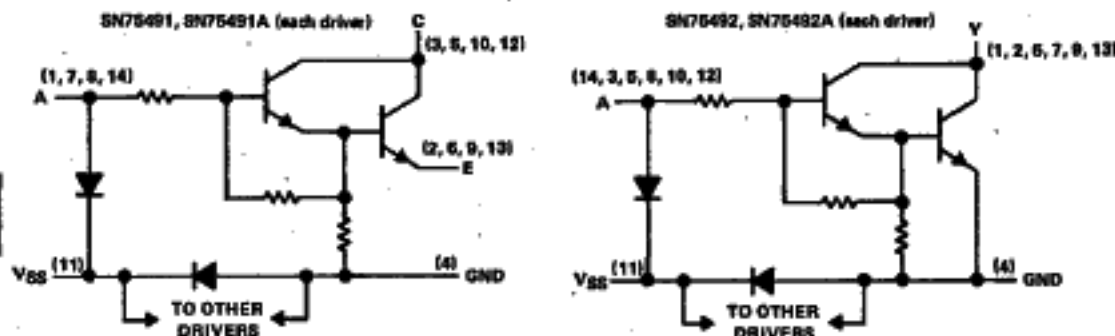 SN75491, SN75491A (each driver)
C
(3, 5, 10, 12)
(1, 7, 8, 14)
A
(2, 6, 9, 13)
E
VSS (11)
(4) GND
TO OTHER
DRIVERS
SN75492, SN75492A (each driver)
Y
(1, 2, 6, 7, 9, 13)
(14, 3, 5, 8, 10, 12)
A
VSS (11)
(4) GND
TO OTHER
DRIVERS